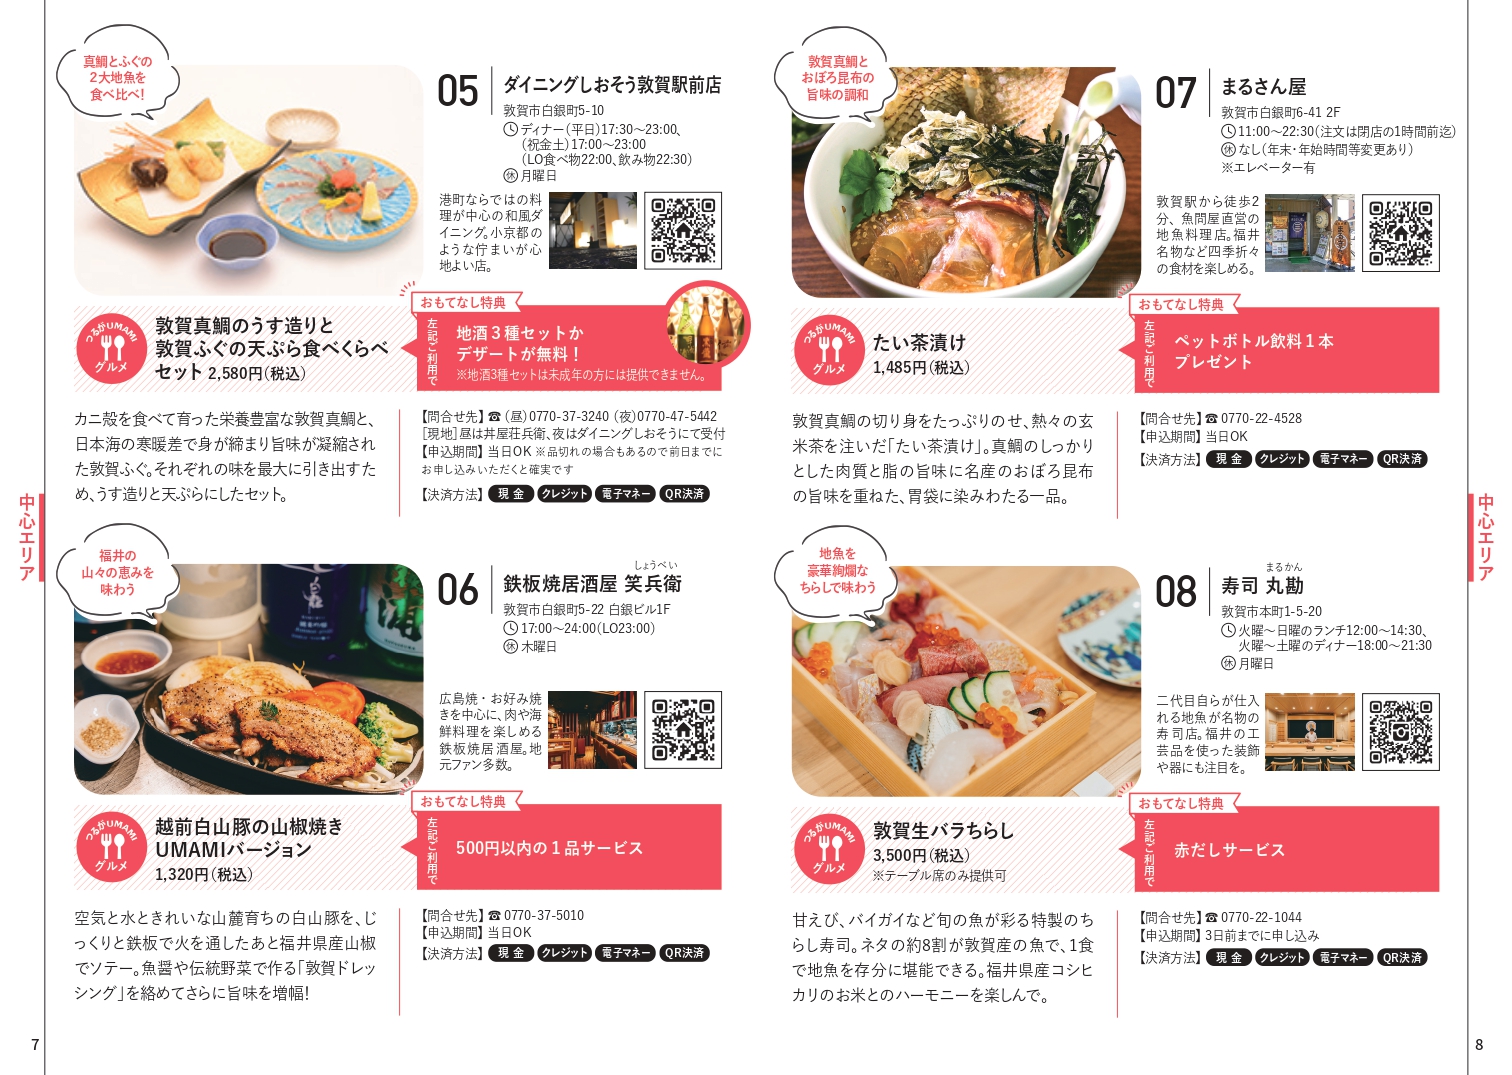 真鯛とふぐの
2大地魚を
食べ比べ!
05
ダイニングしおそう敦賀駅前店
敦賀市白銀町5-10
ディナー（平日）17:30〜23:00、
（祝金土）17:00〜23:00
（LO食べ物22:00、飲み物22:30）
休 月曜日
港町ならではの料
理が中心の和風ダ
イニング。小京都の
ような佇まいが心
地よい店。
つるがUMAMI
グルメ
敦賀真鯛のうす造りと
敦賀ふぐの天ぷら食べくらべ
セット 2,580円（税込）
おもてなし特典
左記ご利用で
地酒３種セットか
デザートが無料！
※地酒3種セットは未成年の方には提供できません。
カニ殻を食べて育った栄養豊富な敦賀真鯛と、
日本海の寒暖差で身が締まり旨味が凝縮され
た敦賀ふぐ。それぞれの味を最大に引き出すた
め、うす造りと天ぷらにしたセット。
【問合せ先】☎（昼）0770-37-3240（夜）0770-47-5442
［現地］昼は丼屋荘兵衛、夜はダイニングしおそうにて受付
【申込期間】当日OK ※品切れの場合もあるので前日までに
お申し込みいただくと確実です
【決済方法】現 金 クレジット 電子マネー QR決済
福井の
山々の恵みを
味わう
06
しょうべい
鉄板焼居酒屋 笑兵衛
敦賀市白銀町5-22 白銀ビル1F
17:00〜24:00（LO23:00）
休 木曜日
広島焼・お好み焼
きを中心に、肉や海
鮮料理を楽しめる
鉄板焼居酒屋。地
元ファン多数。
つるがUMAMI
グルメ
越前白山豚の山椒焼き
UMAMIバージョン
1,320円（税込）
おもてなし特典
左記ご利用で
500円以内の１品サービス
空気と水ときれいな山麓育ちの白山豚を、じ
っくりと鉄板で火を通したあと福井県産山椒
でソテー。魚醤や伝統野菜で作る「敦賀ドレッ
シング」を絡めてさらに旨味を増幅!
【問合せ先】☎ 0770-37-5010
【申込期間】当日OK
【決済方法】現 金 クレジット 電子マネー QR決済
中心エリア
7
敦賀真鯛と
おぼろ昆布の
旨味の調和
07
まるさん屋
敦賀市白銀町6-41 2F
11:00〜22:30（注文は閉店の1時間前迄）
休 なし（年末・年始時間等変更あり）
※エレベーター有
敦賀駅から徒歩2
分、魚問屋直営の
地魚料理店。福井
名物など四季折々
の食材を楽しめる。
つるがUMAMI
グルメ
たい茶漬け
1,485円（税込）
おもてなし特典
左記ご利用で
ペットボトル飲料１本
プレゼント
敦賀真鯛の切り身をたっぷりのせ、熱々の玄
米茶を注いだ「たい茶漬け」。真鯛のしっかり
とした肉質と脂の旨味に名産のおぼろ昆布
の旨味を重ねた、胃袋に染みわたる一品。
【問合せ先】☎ 0770-22-4528
【申込期間】当日OK
【決済方法】現 金 クレジット 電子マネー QR決済
地魚を
豪華絢爛な
ちらしで味わう
08
まるかん
寿司 丸勘
敦賀市本町1-5-20
火曜〜日曜のランチ12:00〜14:30、
火曜〜土曜のディナー18:00〜21:30
休 月曜日
二代目自らが仕入
れる地魚が名物の
寿司店。福井の工
芸品を使った装飾
や器にも注目を。
つるがUMAMI
グルメ
敦賀生バラちらし
3,500円（税込）
※テーブル席のみ提供可
おもてなし特典
左記ご利用で
赤だしサービス
甘えび、バイガイなど旬の魚が彩る特製のち
らし寿司。ネタの約8割が敦賀産の魚で、1食
で地魚を存分に堪能できる。福井県産コシヒ
カリのお米とのハーモニーを楽しんで。
【問合せ先】☎ 0770-22-1044
【申込期間】3日前までに申し込み
【決済方法】現 金 クレジット 電子マネー QR決済
中心エリア
8